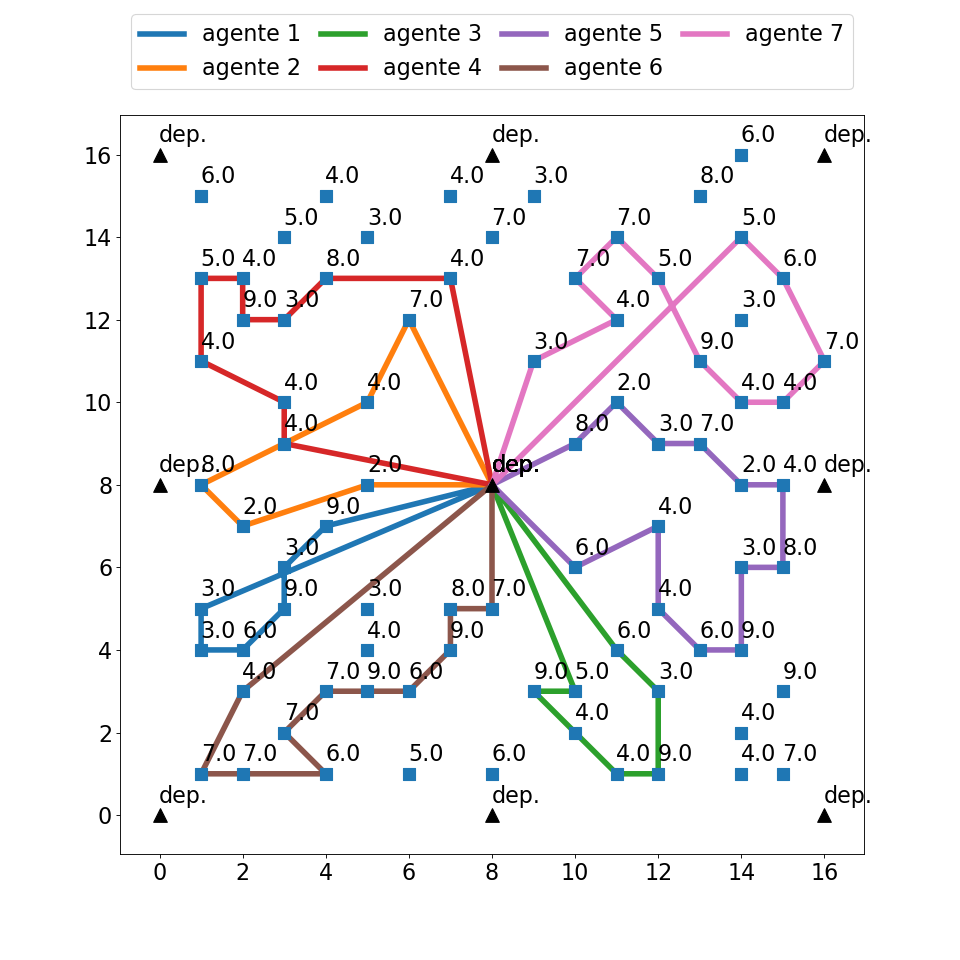 agente 1 agente 3 agente 5 agente 7
agente 2 agente 4 agente 6
dep. dep. 6.0 dep.
16
6.0 4.0 4.0 3.0 8.0
5.0 3.0 7.0 7.0 5.0
14
5.0 4.0 8.0 4.0 7.0 5.0 6.0
9.0 3.0 7.0 4.0 3.0
12
4.0 3.0 9.0 7.0
4.0 4.0 2.0 4.0 4.0
10
4.0 8.0 3.0 7.0
dep. 8.0 2.0 dep. dep. 2.0 4.0 dep.
8
2.0 9.0 4.0
3.0 6.0 3.0 8.0
6
3.0 9.0 3.0 8.0 7.0 4.0
3.0 6.0 4.0 9.0 6.0 6.0 9.0
4
4.0 7.0 9.0 6.0 9.0 5.0 3.0 9.0
7.0 4.0 4.0
2
7.0 7.0 6.0 5.0 6.0 4.0 9.0 4.0 7.0
dep. dep. dep.
0
0 2 4 6 8 10 12 14 16